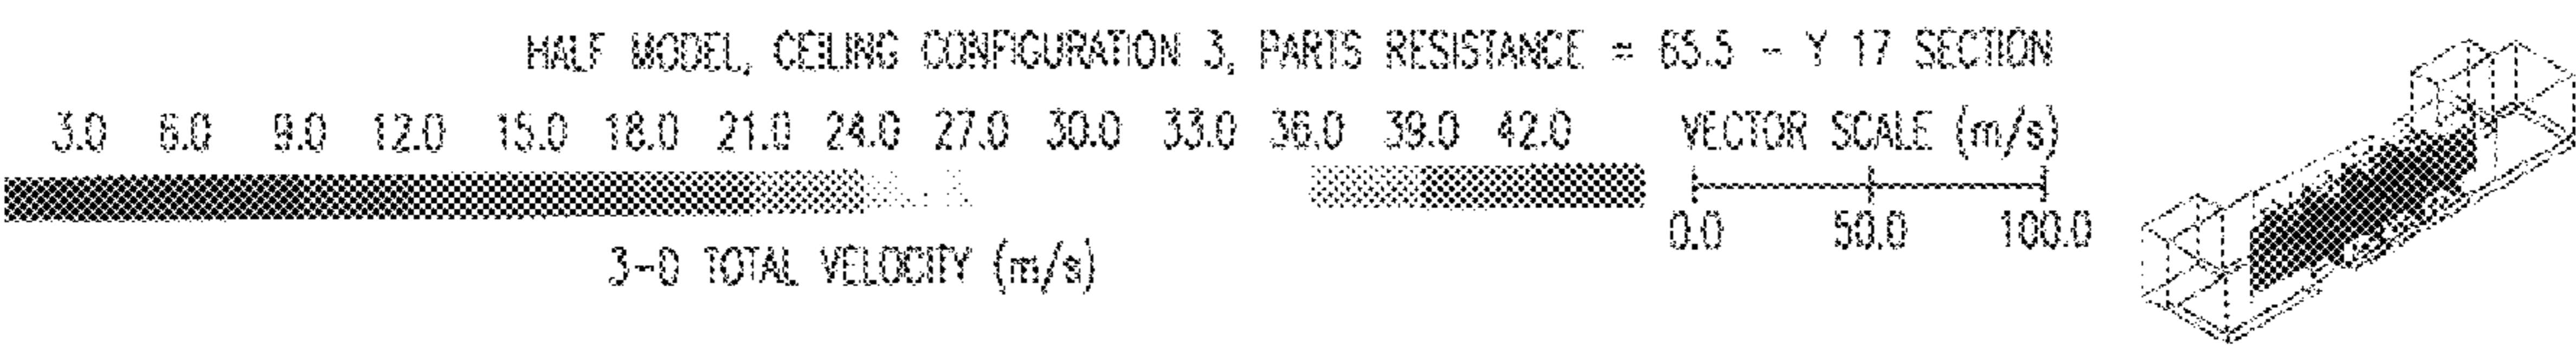 HALF MODEL, CEILING CONFIGURATION 3, PARTS RESISTANCE = 65.5 - Y 17 SECTION
3.0 6.0 9.0 12.0 15.0 18.0 21.0 24.0 27.0 30.0 33.0 36.0 39.0 42.0 VECTOR SCALE (m/s)
0.0 50.0 100.0
3-D TOTAL VELOCITY (m/s)